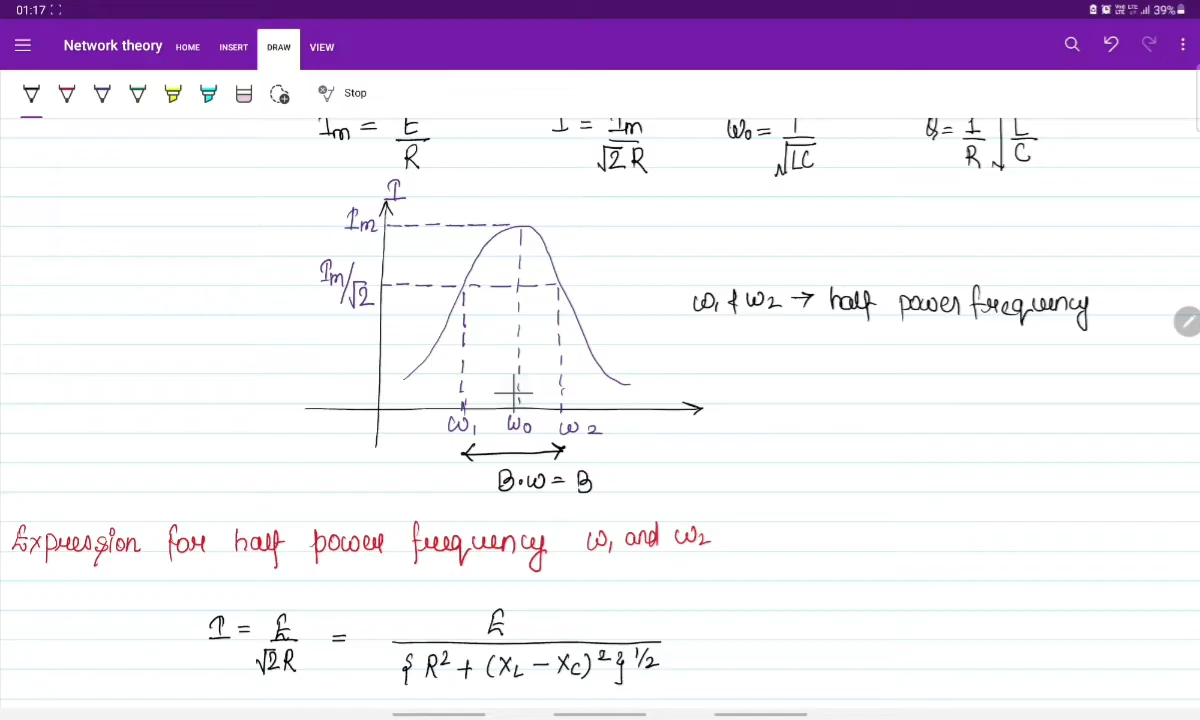 01:17 39%
Network theory HOME INSERT DRAW VIEW
Stop
Im = E/R I = Im/√2 R ω0 = 1/√LC Q = 1/R √L/C
I
Im
Im/√2
ω1 & ω2 → half power frequency
ω1 ω0 ω2
B.ω = B
Expression for half power frequency ω1 and ω2
I = E/√2R = E/{ R² + (XL − XC)² }^1/2